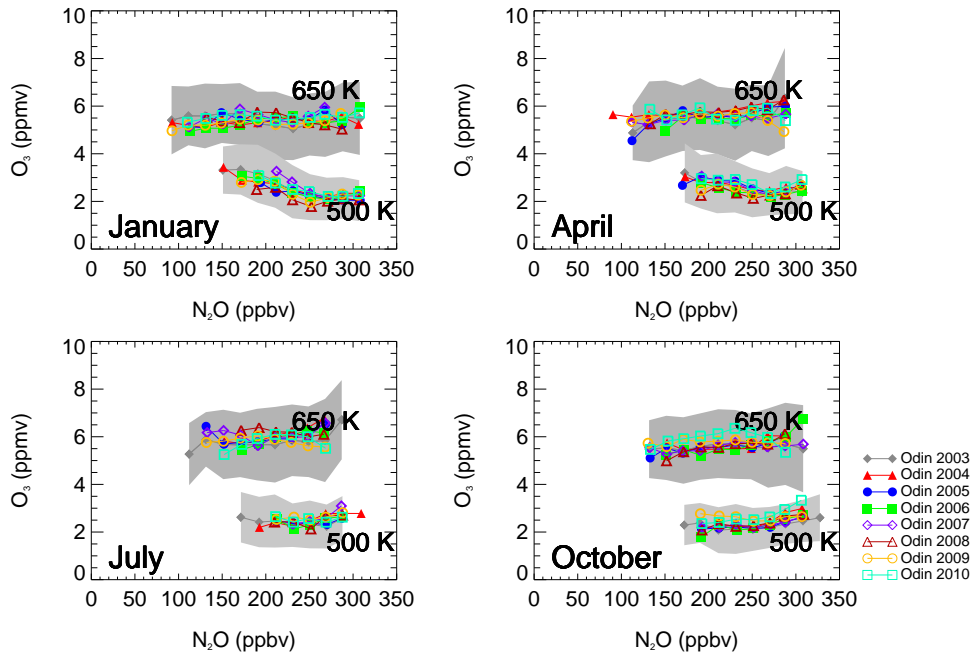 10
8
6
4
2
0
O₃ (ppmv)
650 K
500 K
January
0 50 100 150 200 250 300 350
N₂O (ppbv)
10
8
6
4
2
0
O₃ (ppmv)
650 K
500 K
April
0 50 100 150 200 250 300 350
N₂O (ppbv)
10
8
6
4
2
0
O₃ (ppmv)
650 K
500 K
July
0 50 100 150 200 250 300 350
N₂O (ppbv)
10
8
6
4
2
0
O₃ (ppmv)
650 K
500 K
October
0 50 100 150 200 250 300 350
N₂O (ppbv)
Odin 2003
Odin 2004
Odin 2005
Odin 2006
Odin 2007
Odin 2008
Odin 2009
Odin 2010